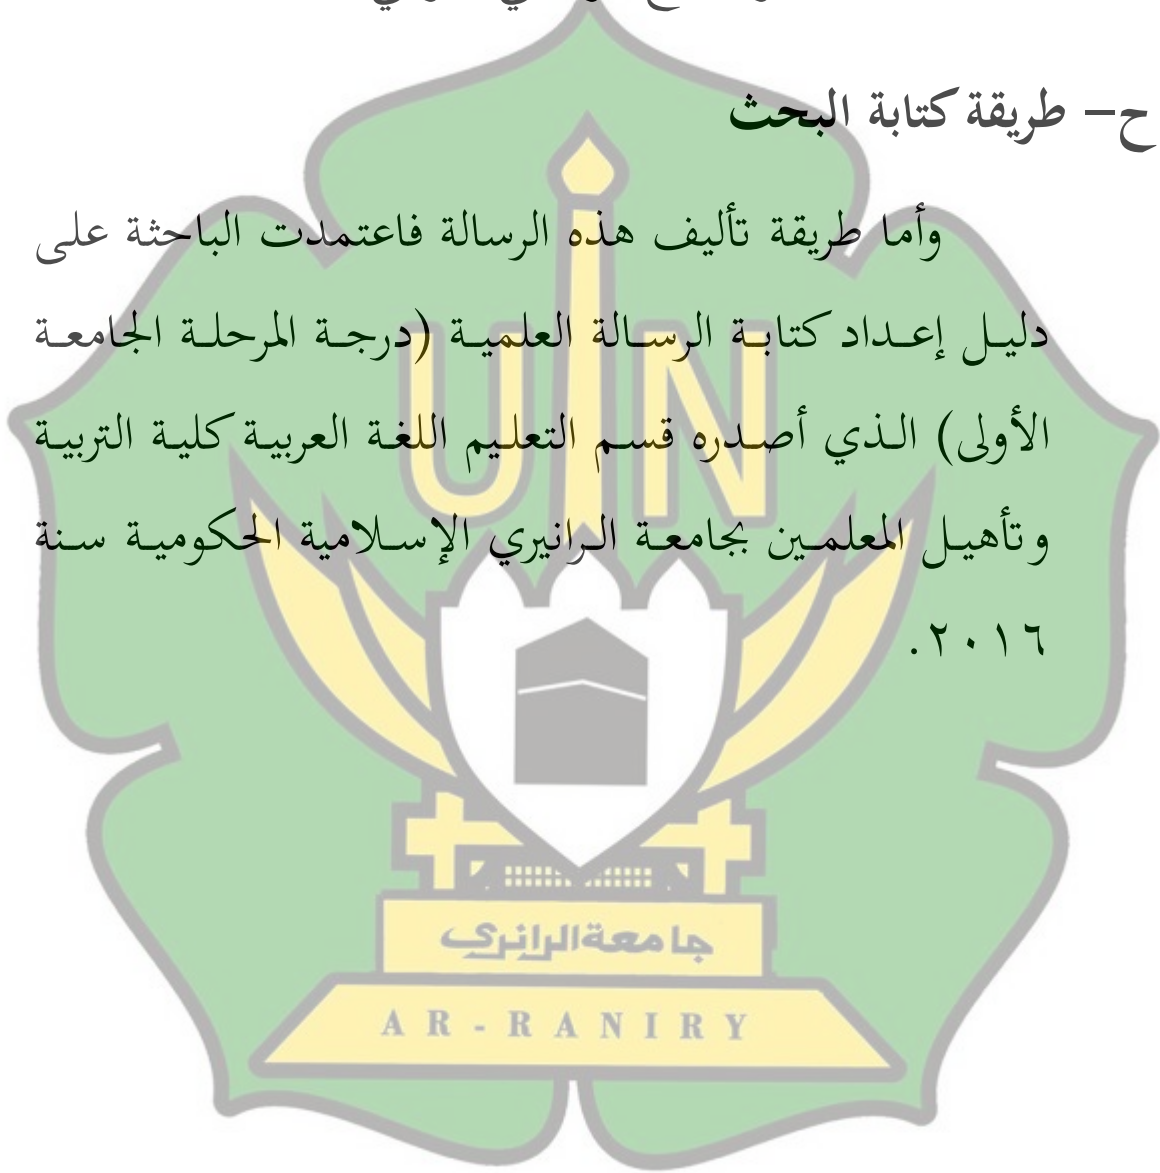 ح– طريقة كتابة البحث
وأما طريقة تأليف هذه الرسالة فاعتمدت الباحثة على
دليل إعداد كتابة الرسالة العلمية (درجة المرحلة الجامعة
الأولى) الذي أصدره قسم التعليم اللغة العربية كلية التربية
وتأهيل المعلمين بجامعة الرانيري الإسلامية الحكومية سنة
٢٠١٦.
UIN
جامعة الرانري
AR-RANIRY